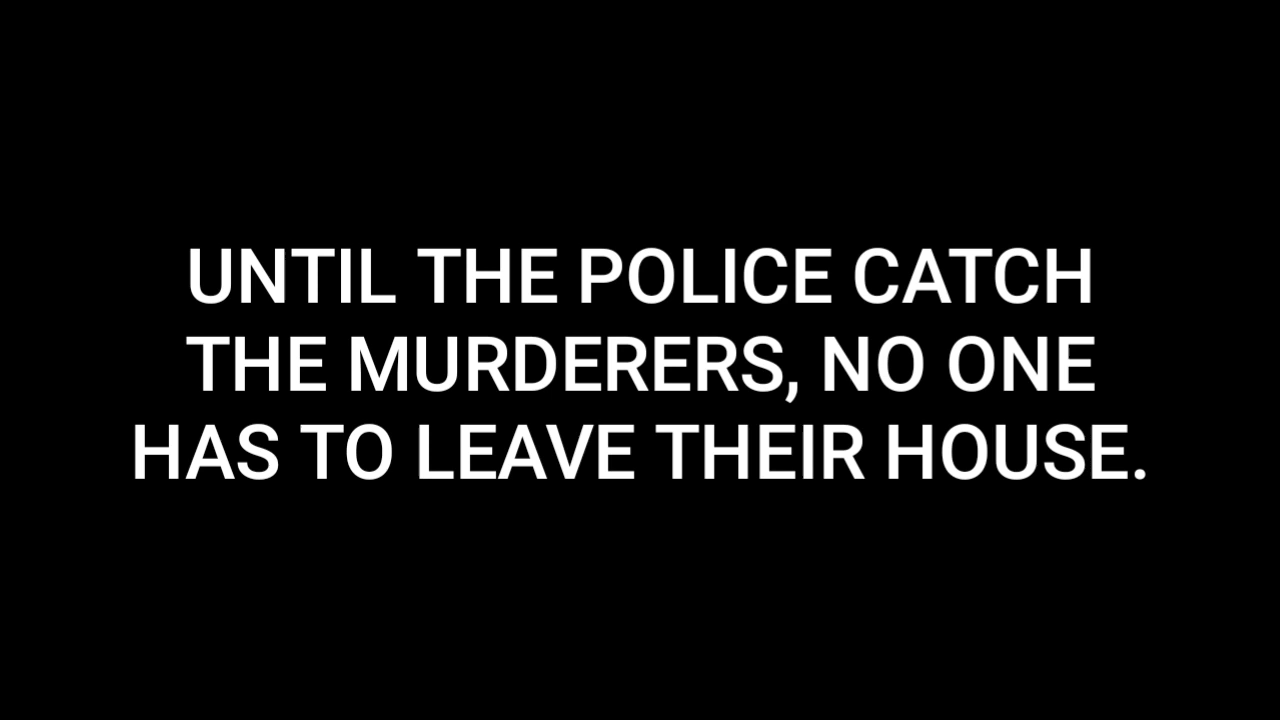 UNTIL THE POLICE CATCH
THE MURDERERS, NO ONE
HAS TO LEAVE THEIR HOUSE.